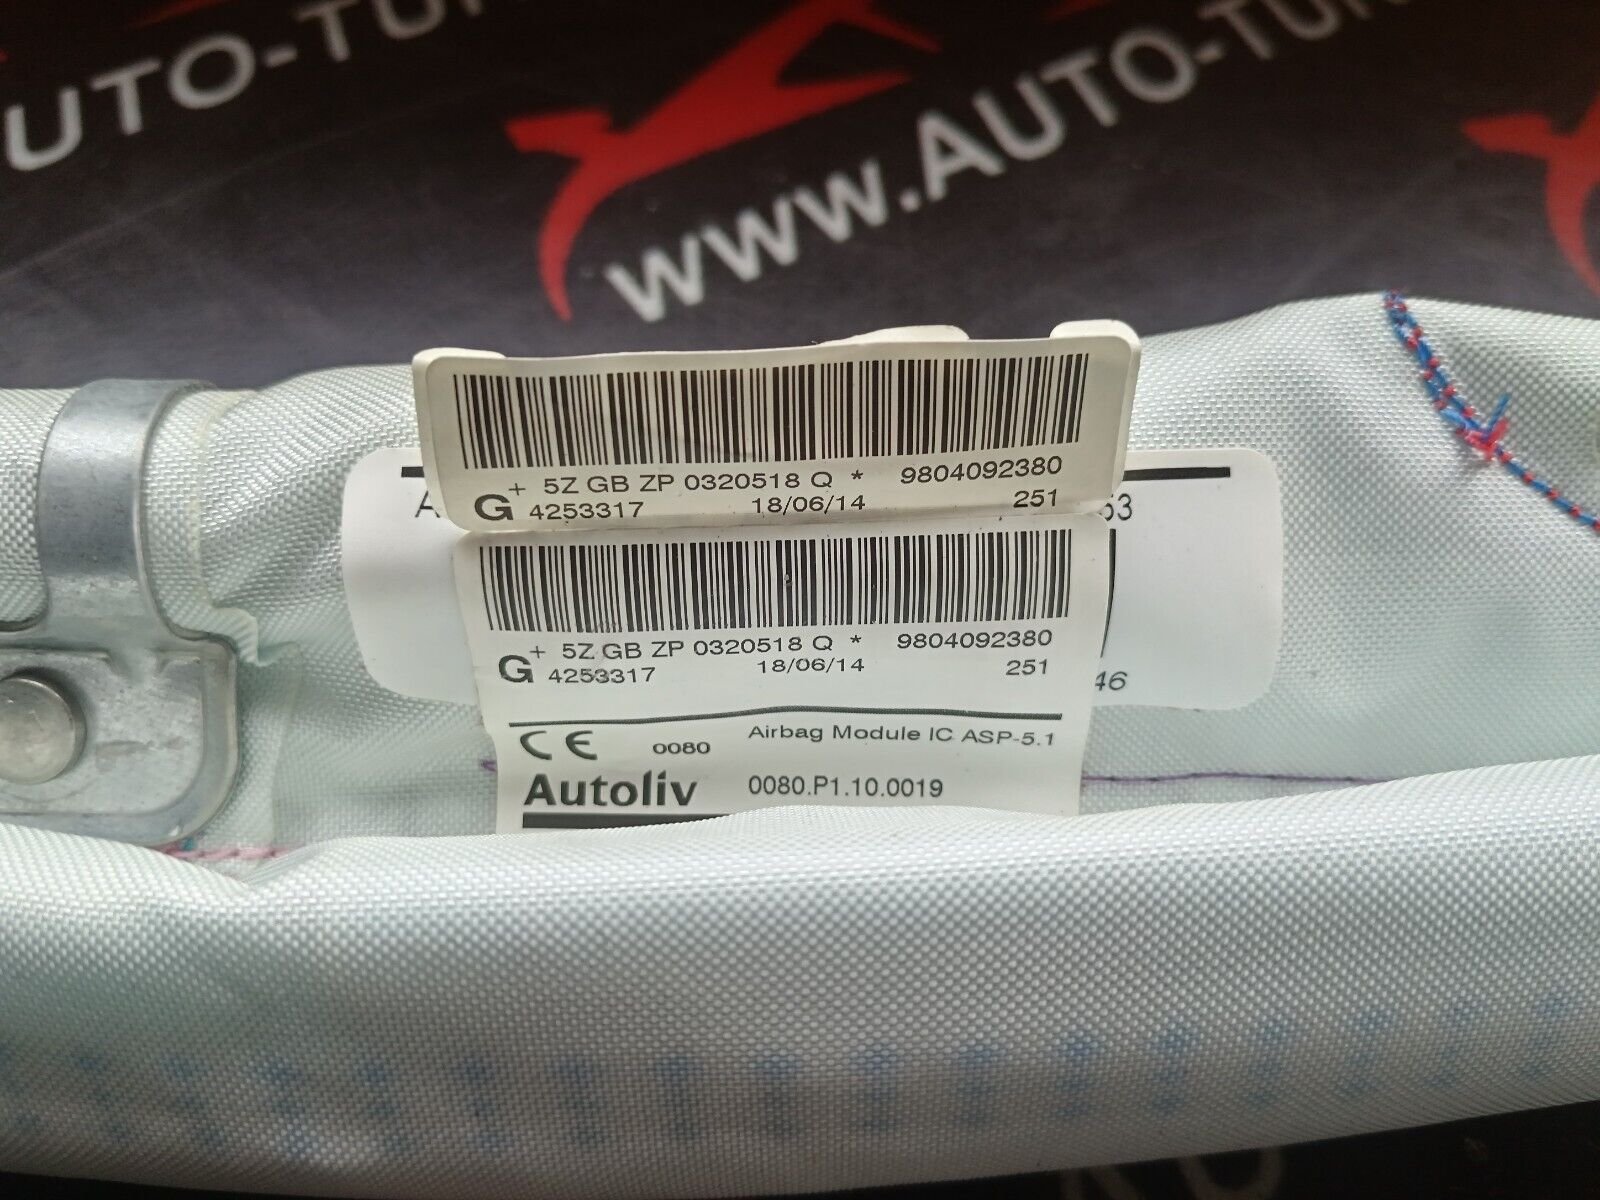 UTO-TU
www.AUTO-TU
5Z GB ZP 0320518 Q * 9804092380
G + 4253317 18/06/14 251
A 53
5Z GB ZP 0320518 Q * 9804092380
G + 4253317 18/06/14 251
46
CE 0080 Airbag Module IC ASP-5.1
Autoliv 0080.P1.10.0019